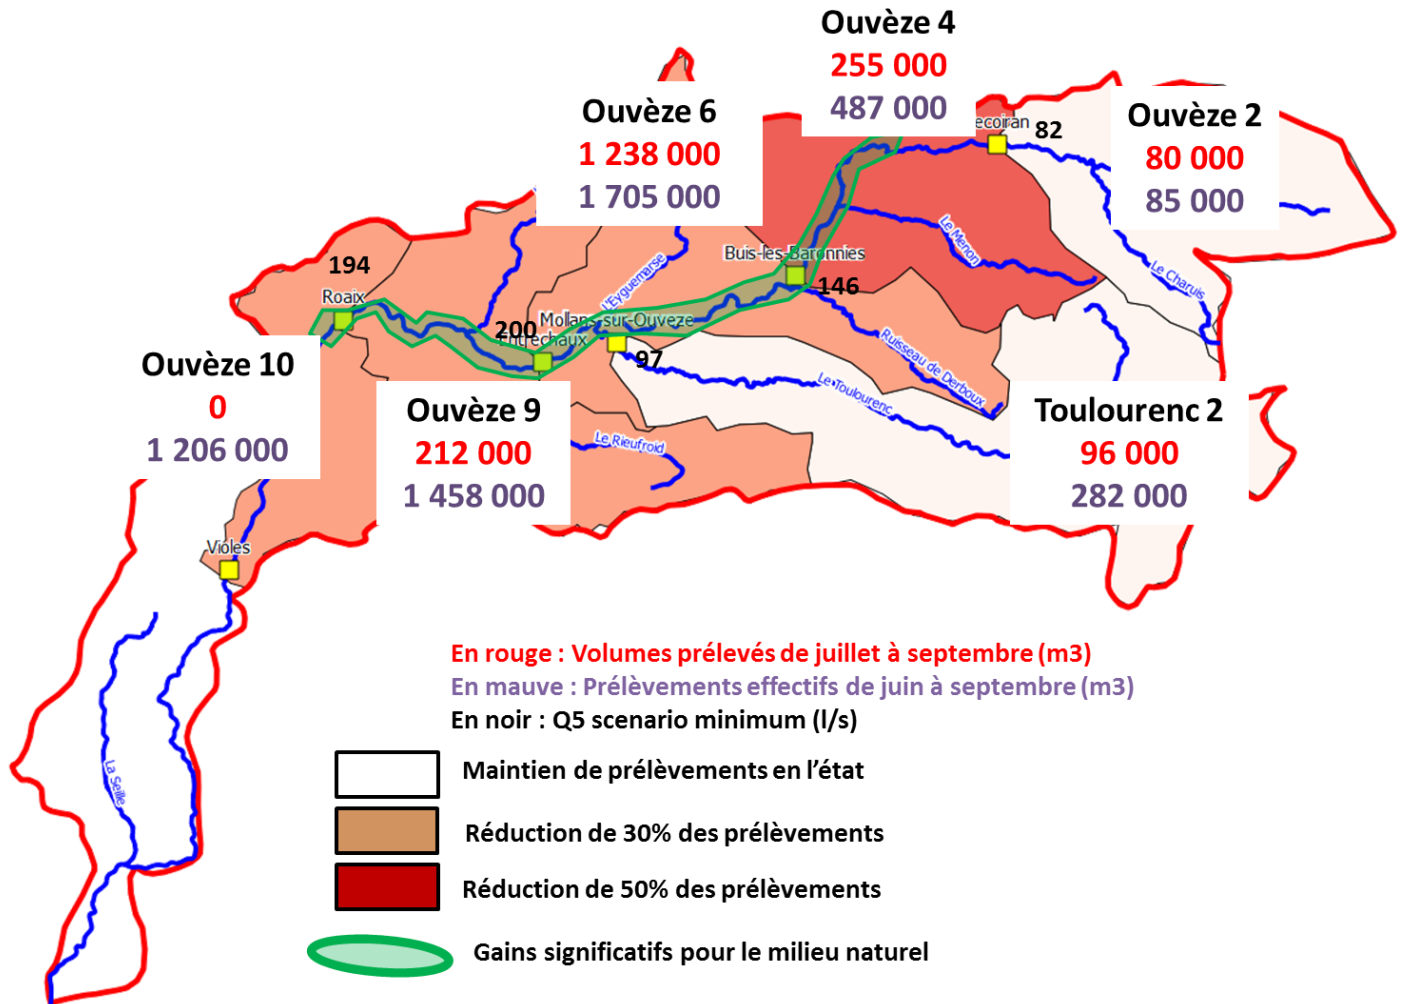 Ouvèze 4
255 000
487 000
Ouvèze 6
1 238 000
1 705 000
ecoiran
82
Ouvèze 2
80 000
85 000
Le Menon
Le Charuis
194
Roaix
Buis-les-Baronnies
146
L'Eyguemarse
200
Mollans-sur-Ouveze
Entrechaux
97
Ruisseau de Derboux
Le Toulourenc
Ouvèze 10
0
1 206 000
Ouvèze 9
212 000
1 458 000
Le Rieufroid
Toulourenc 2
96 000
282 000
Violes
La Seille
En rouge : Volumes prélevés de juillet à septembre (m3)
En mauve : Prélèvements effectifs de juin à septembre (m3)
En noir : Q5 scenario minimum (l/s)
Maintien de prélèvements en l’état
Réduction de 30% des prélèvements
Réduction de 50% des prélèvements
Gains significatifs pour le milieu naturel